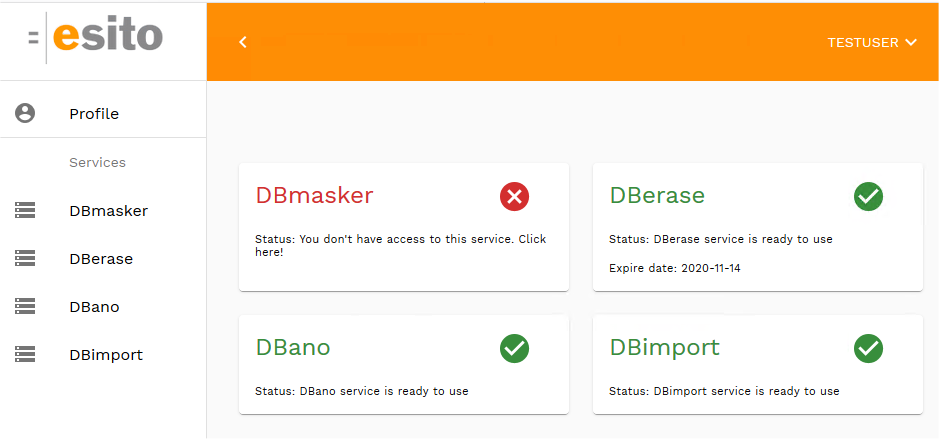 esito
TESTUSER
Profile
Services
DBmasker
DBerase
DBano
DBimport
DBmasker
Status: You don't have access to this service. Click
here!
DBerase
Status: DBerase service is ready to use
Expire date: 2020-11-14
DBano
Status: DBano service is ready to use
DBimport
Status: DBimport service is ready to use